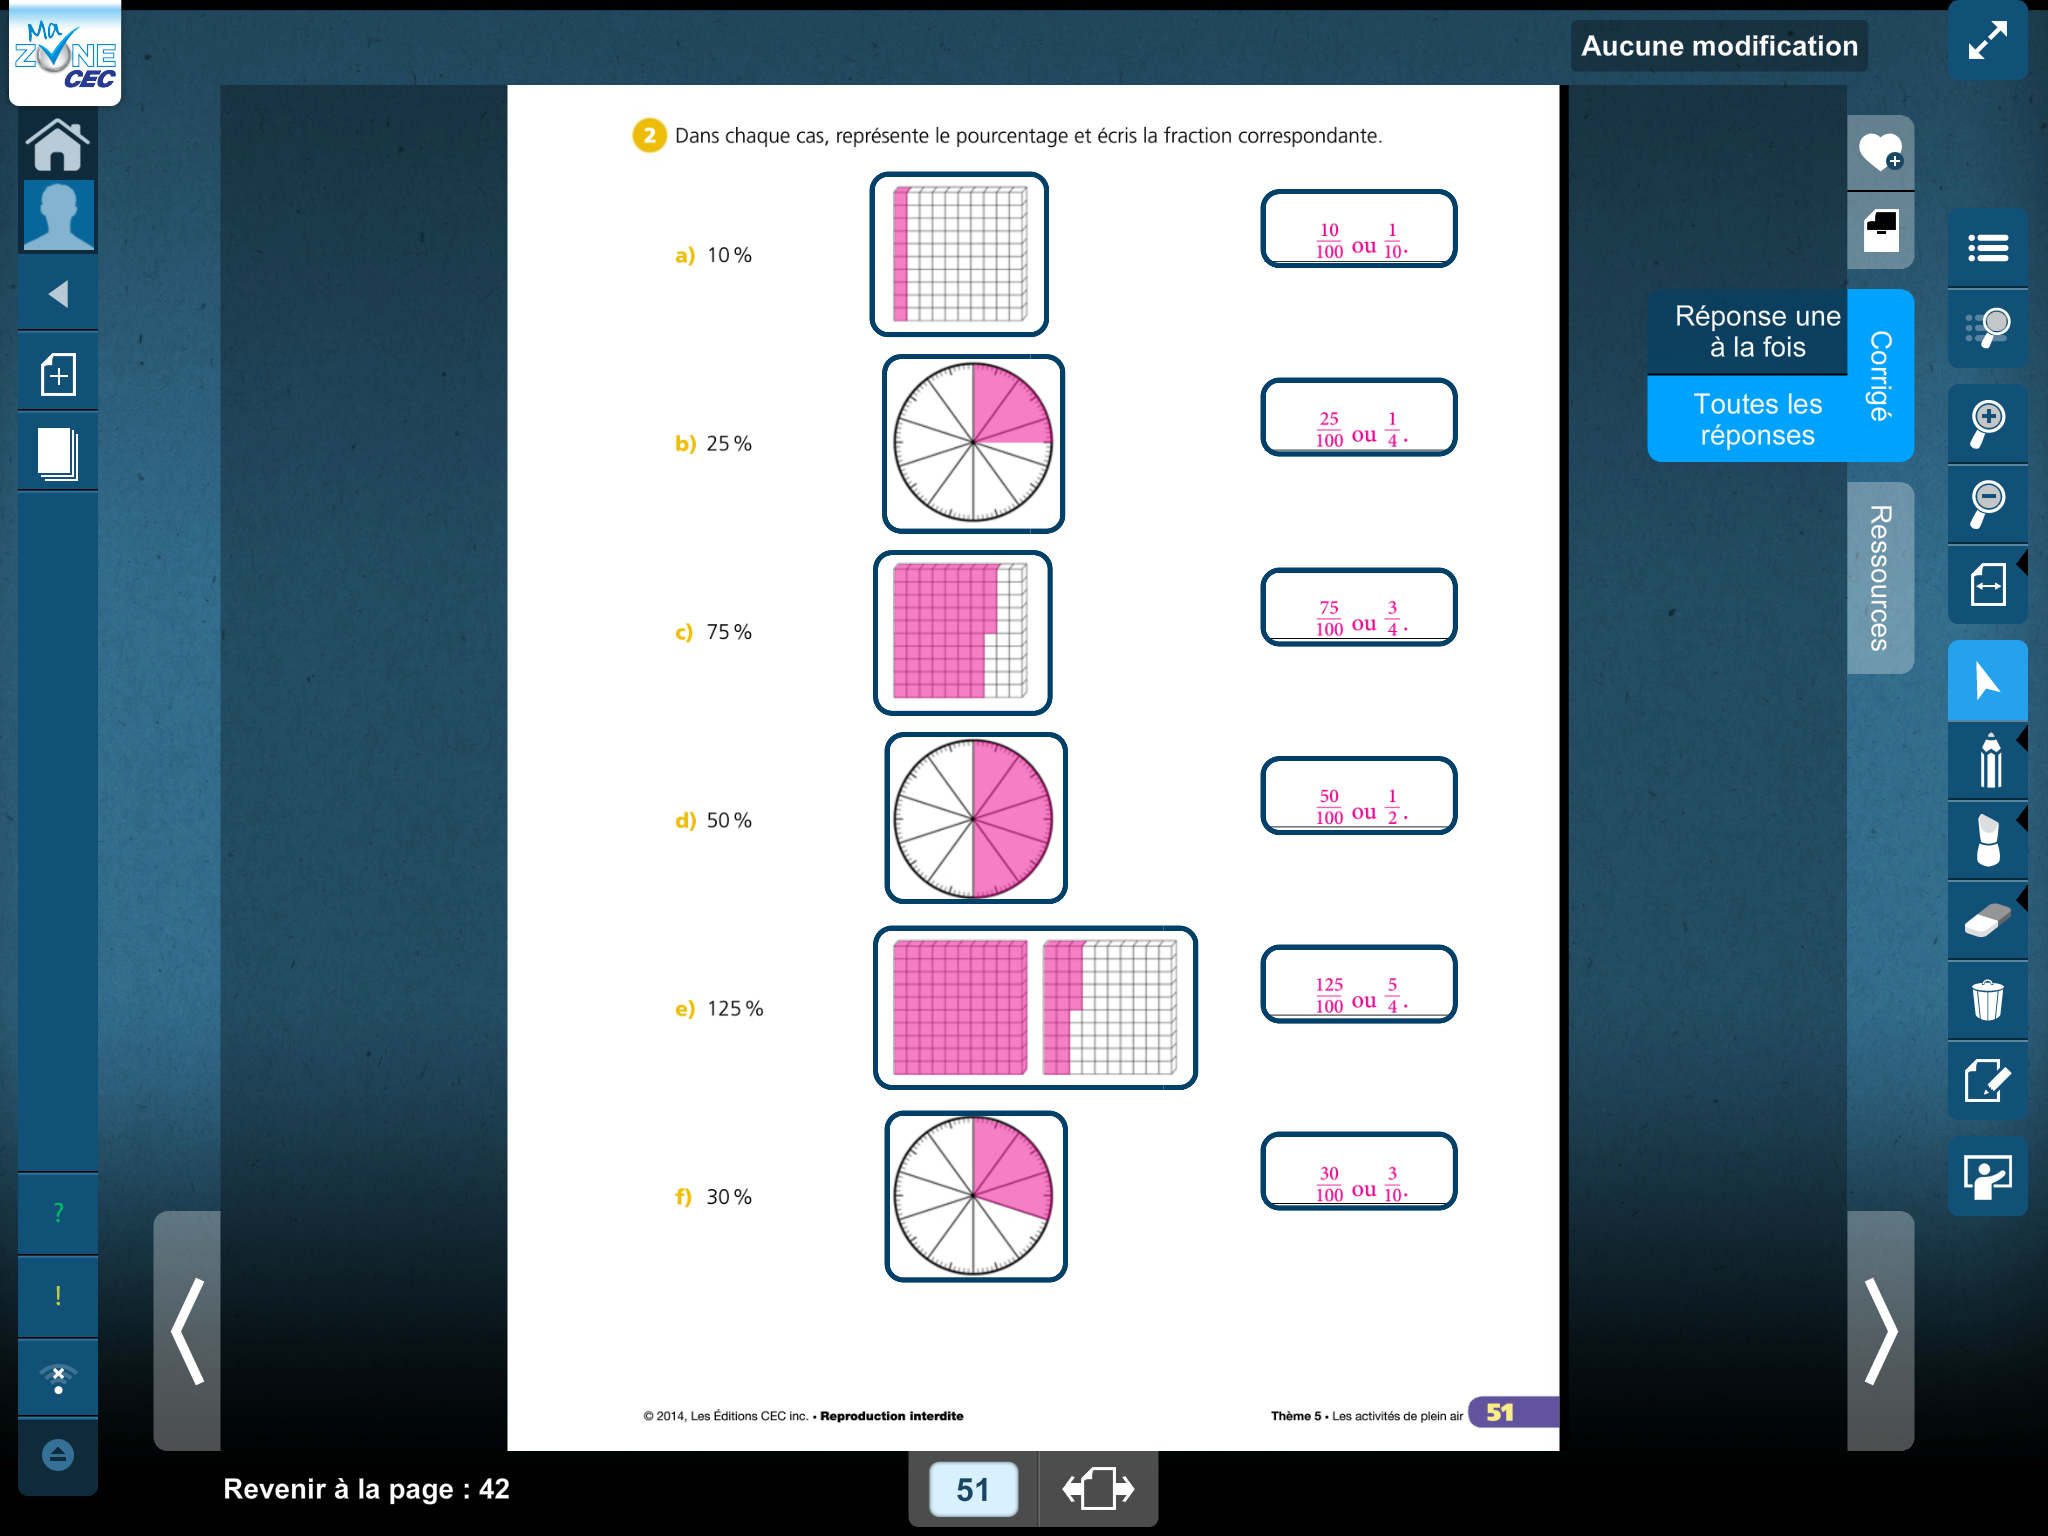 Ma
ZONE
CEC
Aucune modification
2 Dans chaque cas, représente le pourcentage et écris la fraction correspondante.
a) 10 %
10/100 ou 1/10.
b) 25 %
25/100 ou 1/4.
c) 75 %
75/100 ou 3/4.
d) 50 %
50/100 ou 1/2.
e) 125 %
125/100 ou 5/4.
f) 30 %
30/100 ou 3/10.
© 2014, Les Éditions CEC inc. • Reproduction interdite
Thème 5 • Les activités de plein air 51
Réponse une
à la fois
Toutes les
réponses
Corrigé
Ressources
?
!
Revenir à la page : 42
51